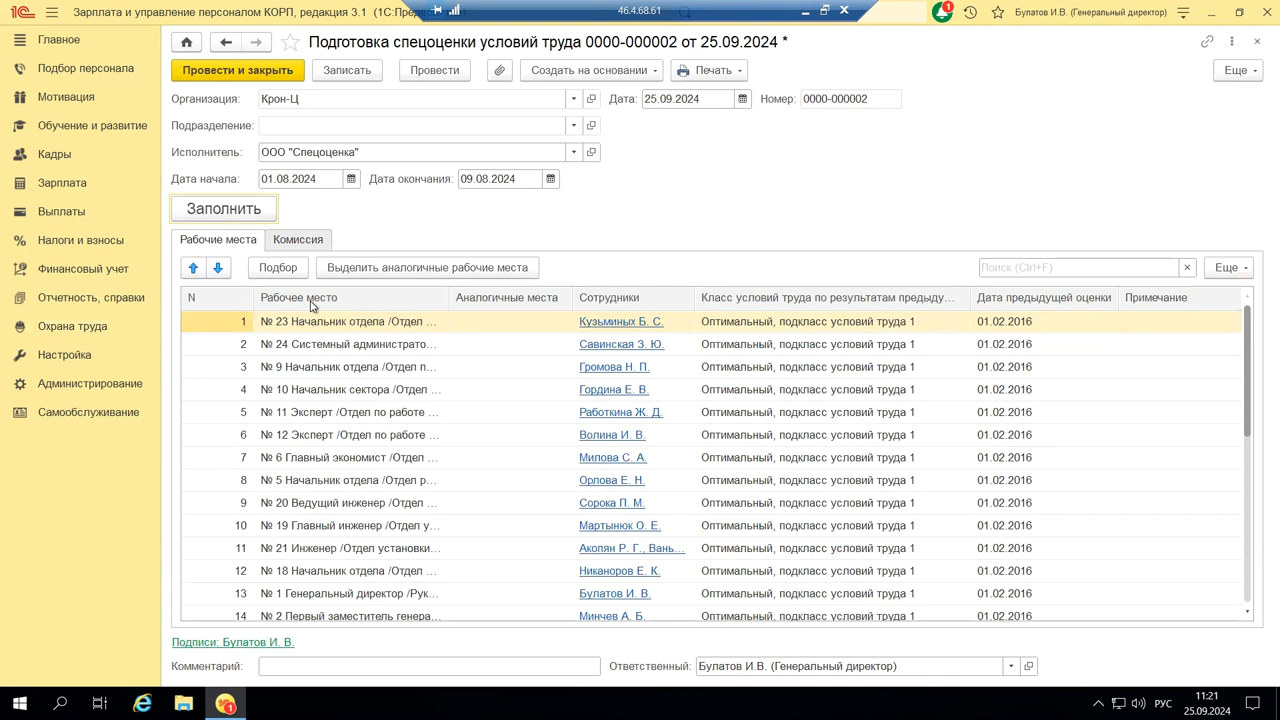 Зарплата и управление персоналом КОРП, редакция 3.1 (1С:Пре
46.4.68.61
1
Булатов И.В. (Генеральный директор)
Главное
Подбор персонала
Мотивация
Обучение и развитие
Кадры
Зарплата
Выплаты
Налоги и взносы
Финансовый учет
Отчетность, справки
Охрана труда
Настройка
Администрирование
Самообслуживание
Подготовка спецоценки условий труда 0000-000002 от 25.09.2024 *
Провести и закрыть Записать Провести Создать на основании Печать Еще
Организация: Крон-Ц Дата: 25.09.2024 Номер: 0000-000002
Подразделение:
Исполнитель: ООО "Спецоценка"
Дата начала: 01.08.2024 Дата окончания: 09.08.2024
Заполнить
Рабочие места Комиссия
Подбор Выделить аналогичные рабочие места Поиск (Ctrl+F) Еще
N Рабочее место Аналогичные места Сотрудники Класс условий труда по результатам предыду... Дата предыдущей оценки Примечание
1 № 23 Начальник отдела /Отдел ... Кузьминых Б. С. Оптимальный, подкласс условий труда 1 01.02.2016
2 № 24 Системный администрато... Савинская З. Ю. Оптимальный, подкласс условий труда 1 01.02.2016
3 № 9 Начальник отдела /Отдел п... Громова Н. П. Оптимальный, подкласс условий труда 1 01.02.2016
4 № 10 Начальник сектора /Отдел ... Гордина Е. В. Оптимальный, подкласс условий труда 1 01.02.2016
5 № 11 Эксперт /Отдел по работе ... Работкина Ж. Д. Оптимальный, подкласс условий труда 1 01.02.2016
6 № 12 Эксперт /Отдел по работе ... Волина И. В. Оптимальный, подкласс условий труда 1 01.02.2016
7 № 6 Главный экономист /Отдел ... Милова С. А. Оптимальный, подкласс условий труда 1 01.02.2016
8 № 5 Начальник отдела /Отдел р... Орлова Е. Н. Оптимальный, подкласс условий труда 1 01.02.2016
9 № 20 Ведущий инженер /Отдел ... Сорока П. М. Оптимальный, подкласс условий труда 1 01.02.2016
10 № 19 Главный инженер /Отдел у... Мартынюк О. Е. Оптимальный, подкласс условий труда 1 01.02.2016
11 № 21 Инженер /Отдел установки... Акопян Р. Г., Вань... Оптимальный, подкласс условий труда 1 01.02.2016
12 № 18 Начальник отдела /Отдел ... Никаноров Е. К. Оптимальный, подкласс условий труда 1 01.02.2016
13 № 1 Генеральный директор /Рук... Булатов И. В. Оптимальный, подкласс условий труда 1 01.02.2016
14 № 2 Первый заместитель генера... Минчев А. Б. Оптимальный, подкласс условий труда 1 01.02.2016
Подписи: Булатов И. В.
Комментарий: Ответственный: Булатов И.В. (Генеральный директор)
1
РУС
11:21
25.09.2024